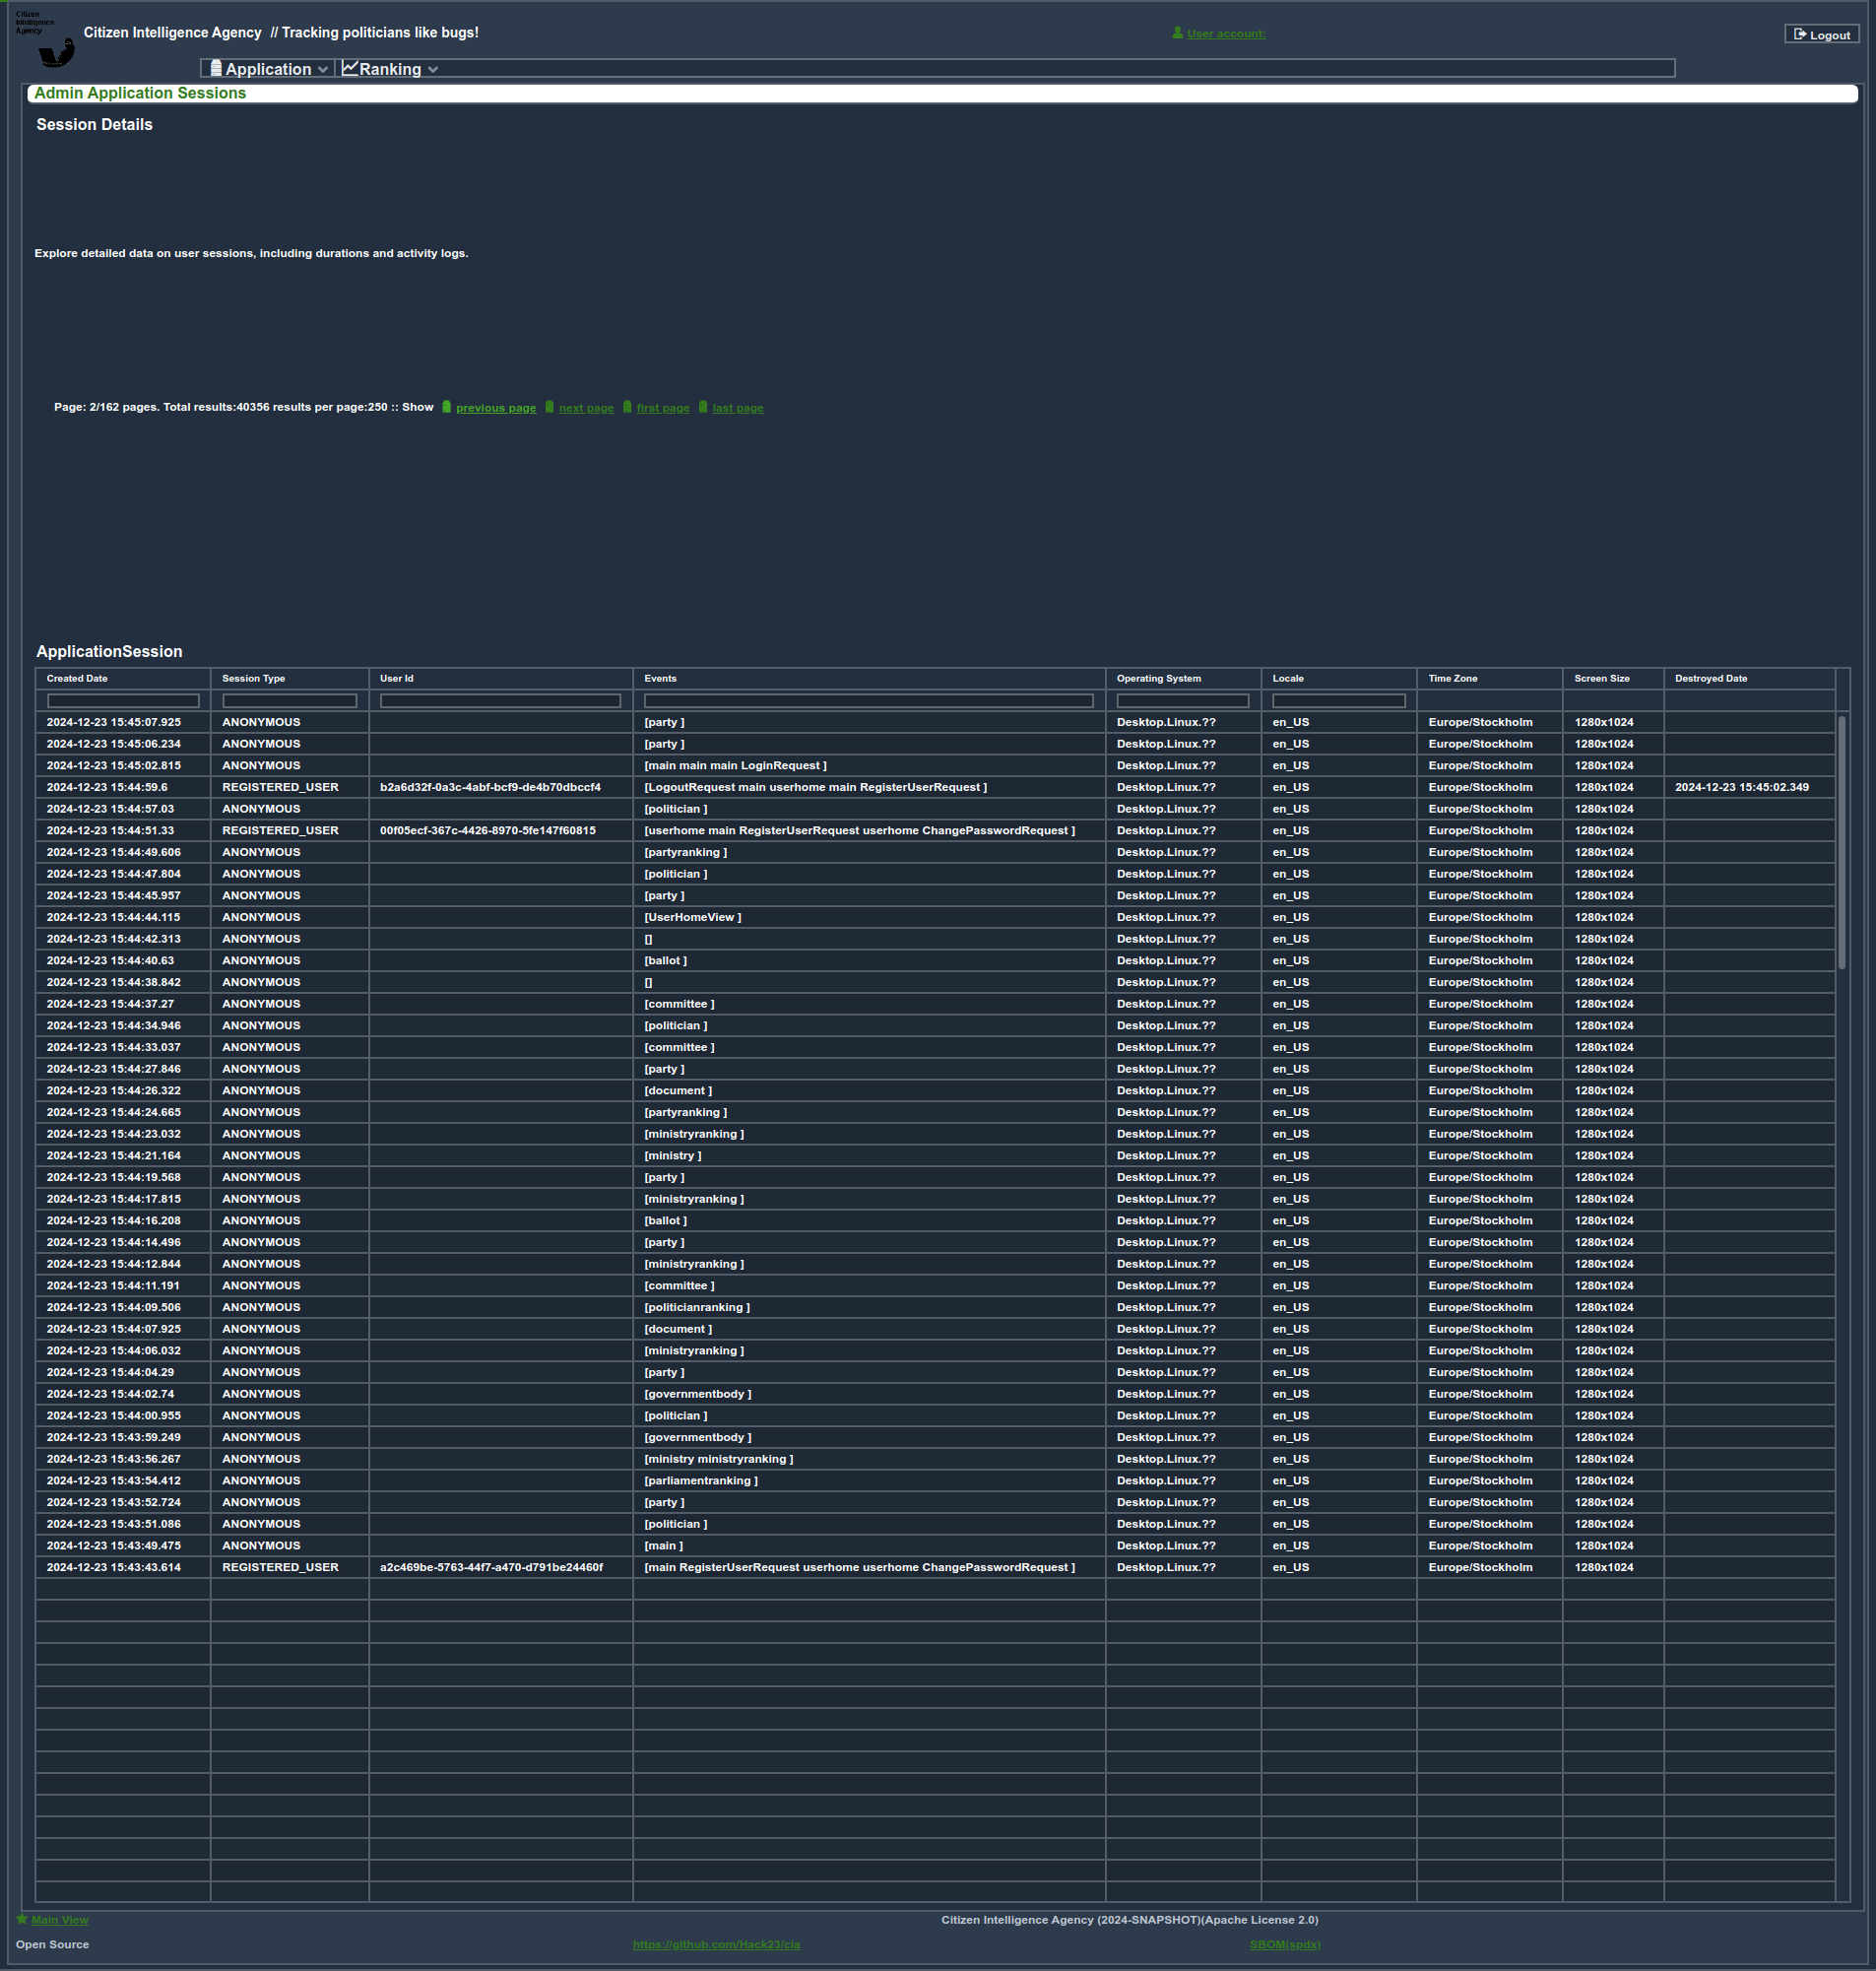 Citizen
Intelligence
Agency
Citizen Intelligence Agency // Tracking politicians like bugs!
User account:
Logout
Application Ranking
Admin Application Sessions
Session Details
Explore detailed data on user sessions, including durations and activity logs.
Page: 2/162 pages. Total results:40356 results per page:250 :: Show previous page next page first page last page
ApplicationSession
Created Date Session Type User Id Events Operating System Locale Time Zone Screen Size Destroyed Date
2024-12-23 15:45:07.925 ANONYMOUS [party ] Desktop.Linux.?? en_US Europe/Stockholm 1280x1024
2024-12-23 15:45:06.234 ANONYMOUS [party ] Desktop.Linux.?? en_US Europe/Stockholm 1280x1024
2024-12-23 15:45:02.815 ANONYMOUS [main main main LoginRequest ] Desktop.Linux.?? en_US Europe/Stockholm 1280x1024
2024-12-23 15:44:59.6 REGISTERED_USER b2a6d32f-0a3c-4abf-bcf9-de4b70dbccf4 [LogoutRequest main userhome main RegisterUserRequest ] Desktop.Linux.?? en_US Europe/Stockholm 1280x1024 2024-12-23 15:45:02.349
2024-12-23 15:44:57.03 ANONYMOUS [politician ] Desktop.Linux.?? en_US Europe/Stockholm 1280x1024
2024-12-23 15:44:51.33 REGISTERED_USER 00f05ecf-367c-4426-8970-5fe147f60815 [userhome main RegisterUserRequest userhome ChangePasswordRequest ] Desktop.Linux.?? en_US Europe/Stockholm 1280x1024
2024-12-23 15:44:49.606 ANONYMOUS [partyranking ] Desktop.Linux.?? en_US Europe/Stockholm 1280x1024
2024-12-23 15:44:47.804 ANONYMOUS [politician ] Desktop.Linux.?? en_US Europe/Stockholm 1280x1024
2024-12-23 15:44:45.957 ANONYMOUS [party ] Desktop.Linux.?? en_US Europe/Stockholm 1280x1024
2024-12-23 15:44:44.115 ANONYMOUS [UserHomeView ] Desktop.Linux.?? en_US Europe/Stockholm 1280x1024
2024-12-23 15:44:42.313 ANONYMOUS [] Desktop.Linux.?? en_US Europe/Stockholm 1280x1024
2024-12-23 15:44:40.63 ANONYMOUS [ballot ] Desktop.Linux.?? en_US Europe/Stockholm 1280x1024
2024-12-23 15:44:38.842 ANONYMOUS [] Desktop.Linux.?? en_US Europe/Stockholm 1280x1024
2024-12-23 15:44:37.27 ANONYMOUS [committee ] Desktop.Linux.?? en_US Europe/Stockholm 1280x1024
2024-12-23 15:44:34.946 ANONYMOUS [politician ] Desktop.Linux.?? en_US Europe/Stockholm 1280x1024
2024-12-23 15:44:33.037 ANONYMOUS [committee ] Desktop.Linux.?? en_US Europe/Stockholm 1280x1024
2024-12-23 15:44:27.846 ANONYMOUS [party ] Desktop.Linux.?? en_US Europe/Stockholm 1280x1024
2024-12-23 15:44:26.322 ANONYMOUS [document ] Desktop.Linux.?? en_US Europe/Stockholm 1280x1024
2024-12-23 15:44:24.665 ANONYMOUS [partyranking ] Desktop.Linux.?? en_US Europe/Stockholm 1280x1024
2024-12-23 15:44:23.032 ANONYMOUS [ministryranking ] Desktop.Linux.?? en_US Europe/Stockholm 1280x1024
2024-12-23 15:44:21.164 ANONYMOUS [ministry ] Desktop.Linux.?? en_US Europe/Stockholm 1280x1024
2024-12-23 15:44:19.568 ANONYMOUS [party ] Desktop.Linux.?? en_US Europe/Stockholm 1280x1024
2024-12-23 15:44:17.815 ANONYMOUS [ministryranking ] Desktop.Linux.?? en_US Europe/Stockholm 1280x1024
2024-12-23 15:44:16.208 ANONYMOUS [ballot ] Desktop.Linux.?? en_US Europe/Stockholm 1280x1024
2024-12-23 15:44:14.496 ANONYMOUS [party ] Desktop.Linux.?? en_US Europe/Stockholm 1280x1024
2024-12-23 15:44:12.844 ANONYMOUS [ministryranking ] Desktop.Linux.?? en_US Europe/Stockholm 1280x1024
2024-12-23 15:44:11.191 ANONYMOUS [committee ] Desktop.Linux.?? en_US Europe/Stockholm 1280x1024
2024-12-23 15:44:09.506 ANONYMOUS [politicianranking ] Desktop.Linux.?? en_US Europe/Stockholm 1280x1024
2024-12-23 15:44:07.925 ANONYMOUS [document ] Desktop.Linux.?? en_US Europe/Stockholm 1280x1024
2024-12-23 15:44:06.032 ANONYMOUS [ministryranking ] Desktop.Linux.?? en_US Europe/Stockholm 1280x1024
2024-12-23 15:44:04.29 ANONYMOUS [party ] Desktop.Linux.?? en_US Europe/Stockholm 1280x1024
2024-12-23 15:44:02.74 ANONYMOUS [governmentbody ] Desktop.Linux.?? en_US Europe/Stockholm 1280x1024
2024-12-23 15:44:00.955 ANONYMOUS [politician ] Desktop.Linux.?? en_US Europe/Stockholm 1280x1024
2024-12-23 15:43:59.249 ANONYMOUS [governmentbody ] Desktop.Linux.?? en_US Europe/Stockholm 1280x1024
2024-12-23 15:43:56.267 ANONYMOUS [ministry ministryranking ] Desktop.Linux.?? en_US Europe/Stockholm 1280x1024
2024-12-23 15:43:54.412 ANONYMOUS [parliamentranking ] Desktop.Linux.?? en_US Europe/Stockholm 1280x1024
2024-12-23 15:43:52.724 ANONYMOUS [party ] Desktop.Linux.?? en_US Europe/Stockholm 1280x1024
2024-12-23 15:43:51.086 ANONYMOUS [politician ] Desktop.Linux.?? en_US Europe/Stockholm 1280x1024
2024-12-23 15:43:49.475 ANONYMOUS [main ] Desktop.Linux.?? en_US Europe/Stockholm 1280x1024
2024-12-23 15:43:43.614 REGISTERED_USER a2c469be-5763-44f7-a470-d791be24460f [main RegisterUserRequest userhome userhome ChangePasswordRequest ] Desktop.Linux.?? en_US Europe/Stockholm 1280x1024
Main View Citizen Intelligence Agency (2024-SNAPSHOT)(Apache License 2.0)
Open Source https://github.com/Hack23/cia SBOM(spdx)